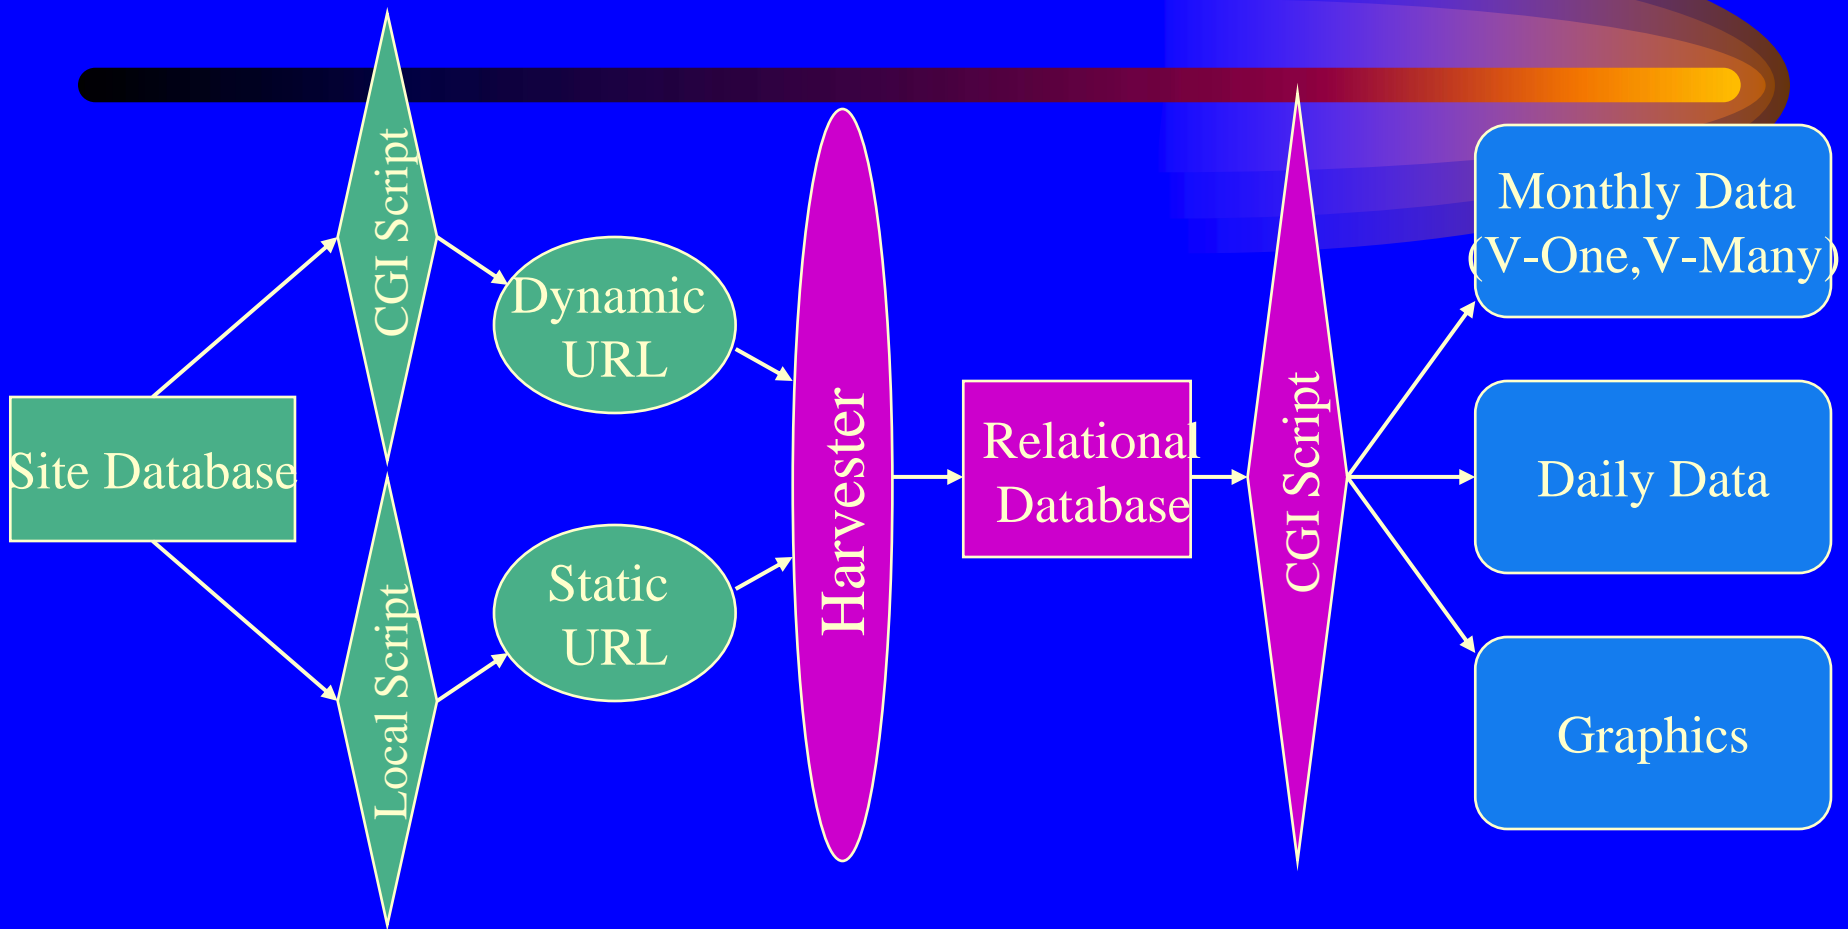 Site Database
CGI Script
Local Script
Dynamic
URL
Static
URL
Harvester
Relational
Database
CGI Script
Monthly Data
(V-One,V-Many)
Daily Data
Graphics